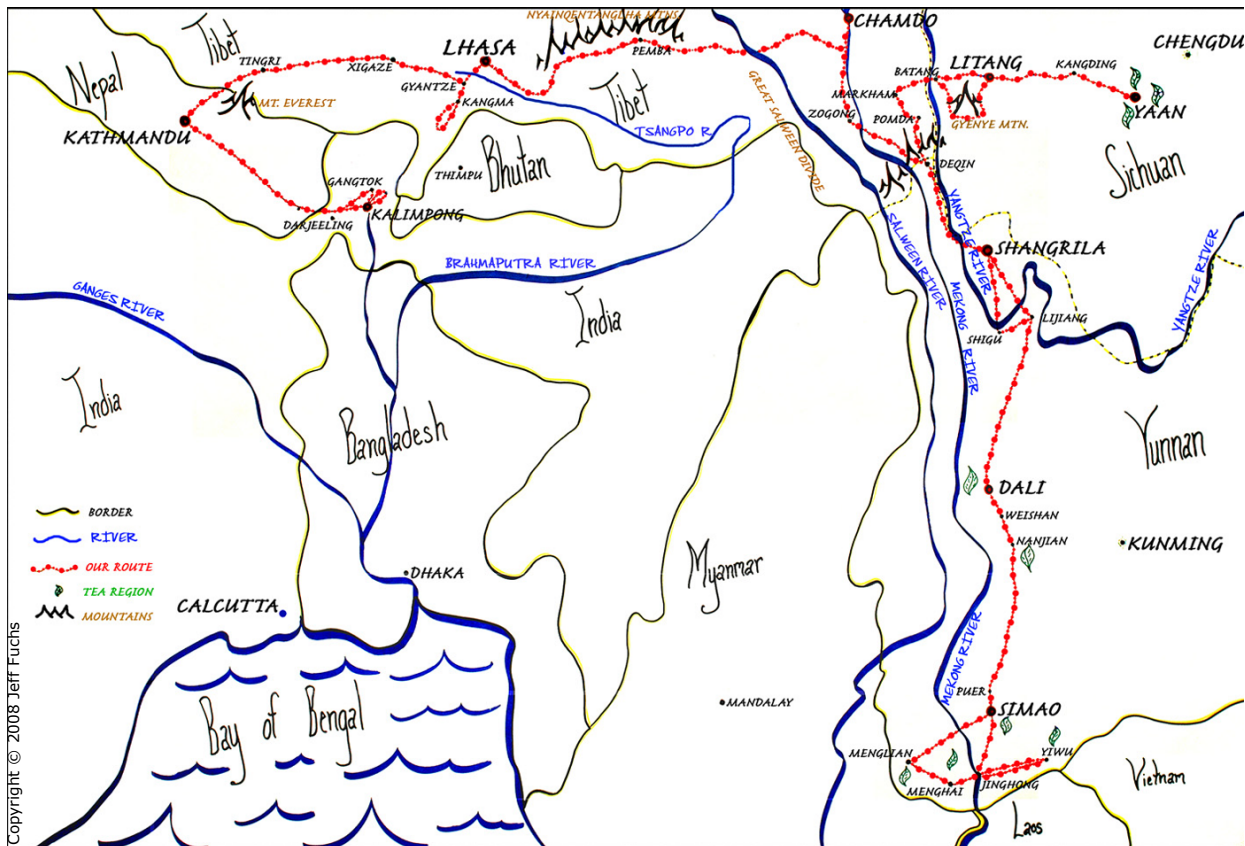 NYAINQENTANGLHA MTNS.
CHAMDO
CHENGDU
Tibet
TINGRI
XIGAZE
LHASA
PEMBA
BATANG
LITANG
KANGDING
Nepal
GYANTZE
KANGMA
Tibet
GREAT SALWEEN DIVIDE
MARKHAM
YAAN
MT. EVEREST
ZOGONG
POMDA
GYENYE MTN.
KATHMANDU
TSANGPO R.
THIMPU
Bhutan
DEQIN
Sichuan
GANGTOK
KALIMPONG
DARJEELING
YANGTZE RIVER
SHANGRILA
SALWEEN RIVER
MEKONG RIVER
YANGTZE RIVER
BRAHMAPUTRA RIVER
GANGES RIVER
India
LIJIANG
SHIGU
India
Bangladesh
Yunnan
DALI
WEISHAN
NANJIAN
KUNMING
BORDER
RIVER
OUR ROUTE
TEA REGION
MOUNTAINS
Myanmar
DHAKA
CALCUTTA
MEKONG RIVER
PUER
SIMAO
Bay of Bengal
MANDALAY
MENGLIAN
YIWU
MENGHAI
JINGHONG
Vietnam
Laos
Copyright © 2008 Jeff Fuchs